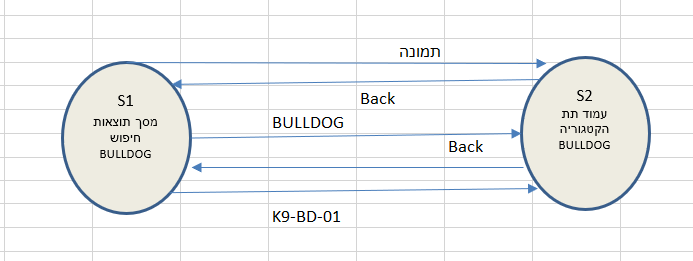 תמונה
S1
מסך תוצאות
חיפוש
BULLDOG
Back
BULLDOG
Back
K9-BD-01
S2
עמוד תת
הקטגוריה
BULLDOG